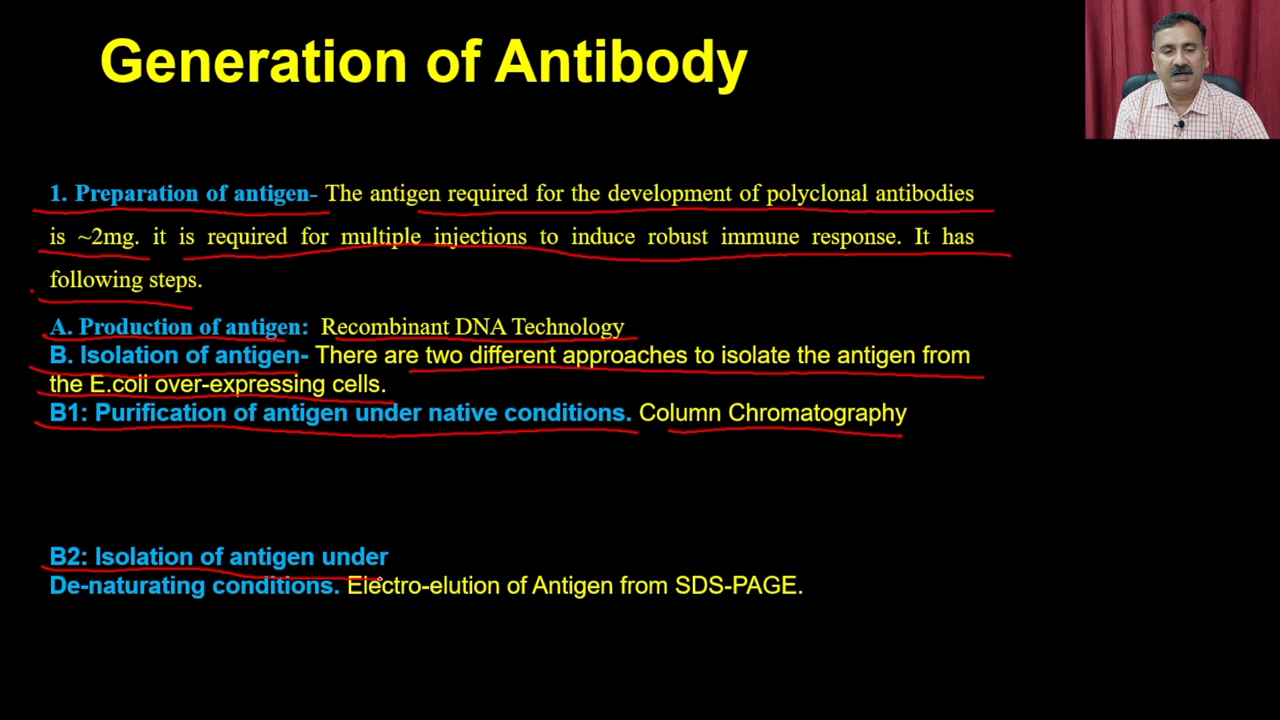 Generation of Antibody
1. Preparation of antigen- The antigen required for the development of polyclonal antibodies
is ~2mg. it is required for multiple injections to induce robust immune response. It has
following steps.
A. Production of antigen: Recombinant DNA Technology
B. Isolation of antigen- There are two different approaches to isolate the antigen from
the E.coli over-expressing cells.
B1: Purification of antigen under native conditions. Column Chromatography
B2: Isolation of antigen under
De-naturating conditions. Electro-elution of Antigen from SDS-PAGE.